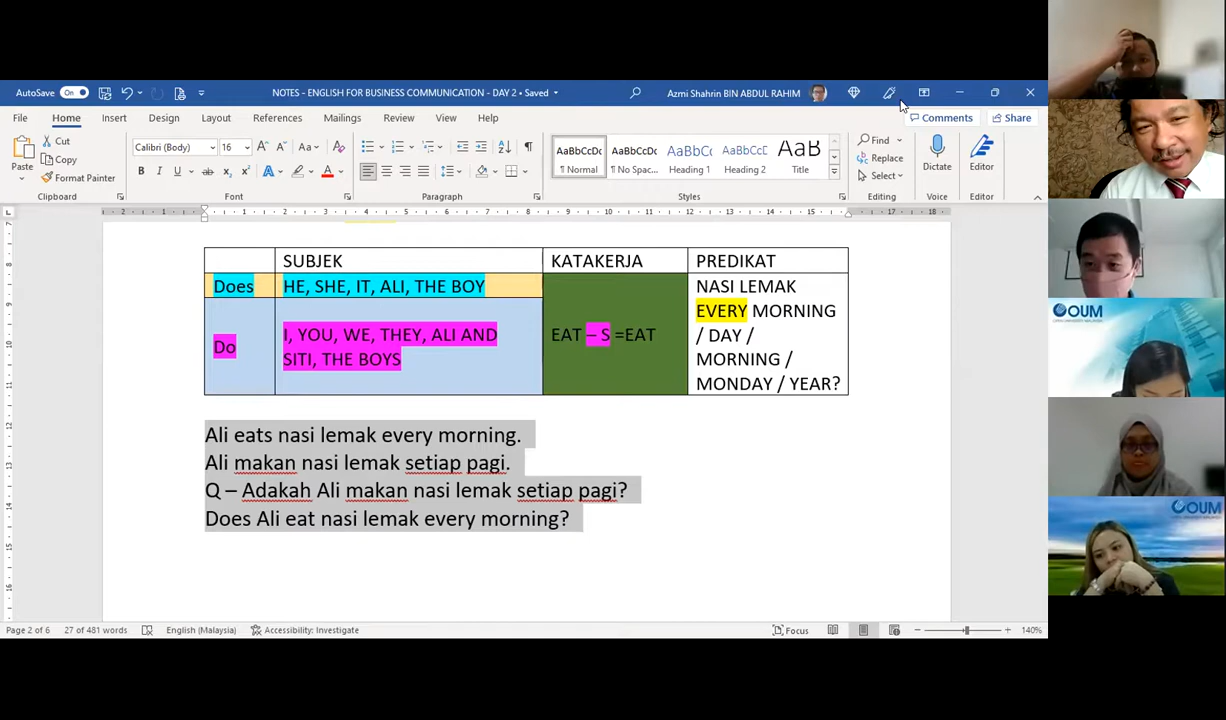 AutoSave On
NOTES - ENGLISH FOR BUSINESS COMMUNICATION - DAY 2 • Saved
Azmi Shahrin BIN ABDUL RAHIM
File Home Insert Draw Design Layout References Mailings Review View Help
Comments Share
Paste
Cut
Copy
Format Painter
Clipboard
Calibri (Body) 16
Font
Paragraph
AaBbCcDc AaBbCcDc AaBbCc AaBbCcD AaB
¶ Normal ¶ No Spac... Heading 1 Heading 2 Title
Styles
Find
Replace
Select
Editing
Dictate
Voice
Editor
Editor
SUBJEK KATAKERJA PREDIKAT
Does HE, SHE, IT, ALI, THE BOY
Do I, YOU, WE, THEY, ALI AND
SITI, THE BOYS
EAT – S =EAT
NASI LEMAK
EVERY MORNING
/ DAY /
MORNING /
MONDAY / YEAR?
Ali eats nasi lemak every morning.
Ali makan nasi lemak setiap pagi.
Q – Adakah Ali makan nasi lemak setiap pagi?
Does Ali eat nasi lemak every morning?
Page 2 of 6 27 of 481 words English (Malaysia) Accessibility: Investigate
Focus 140%
OUM
OUM